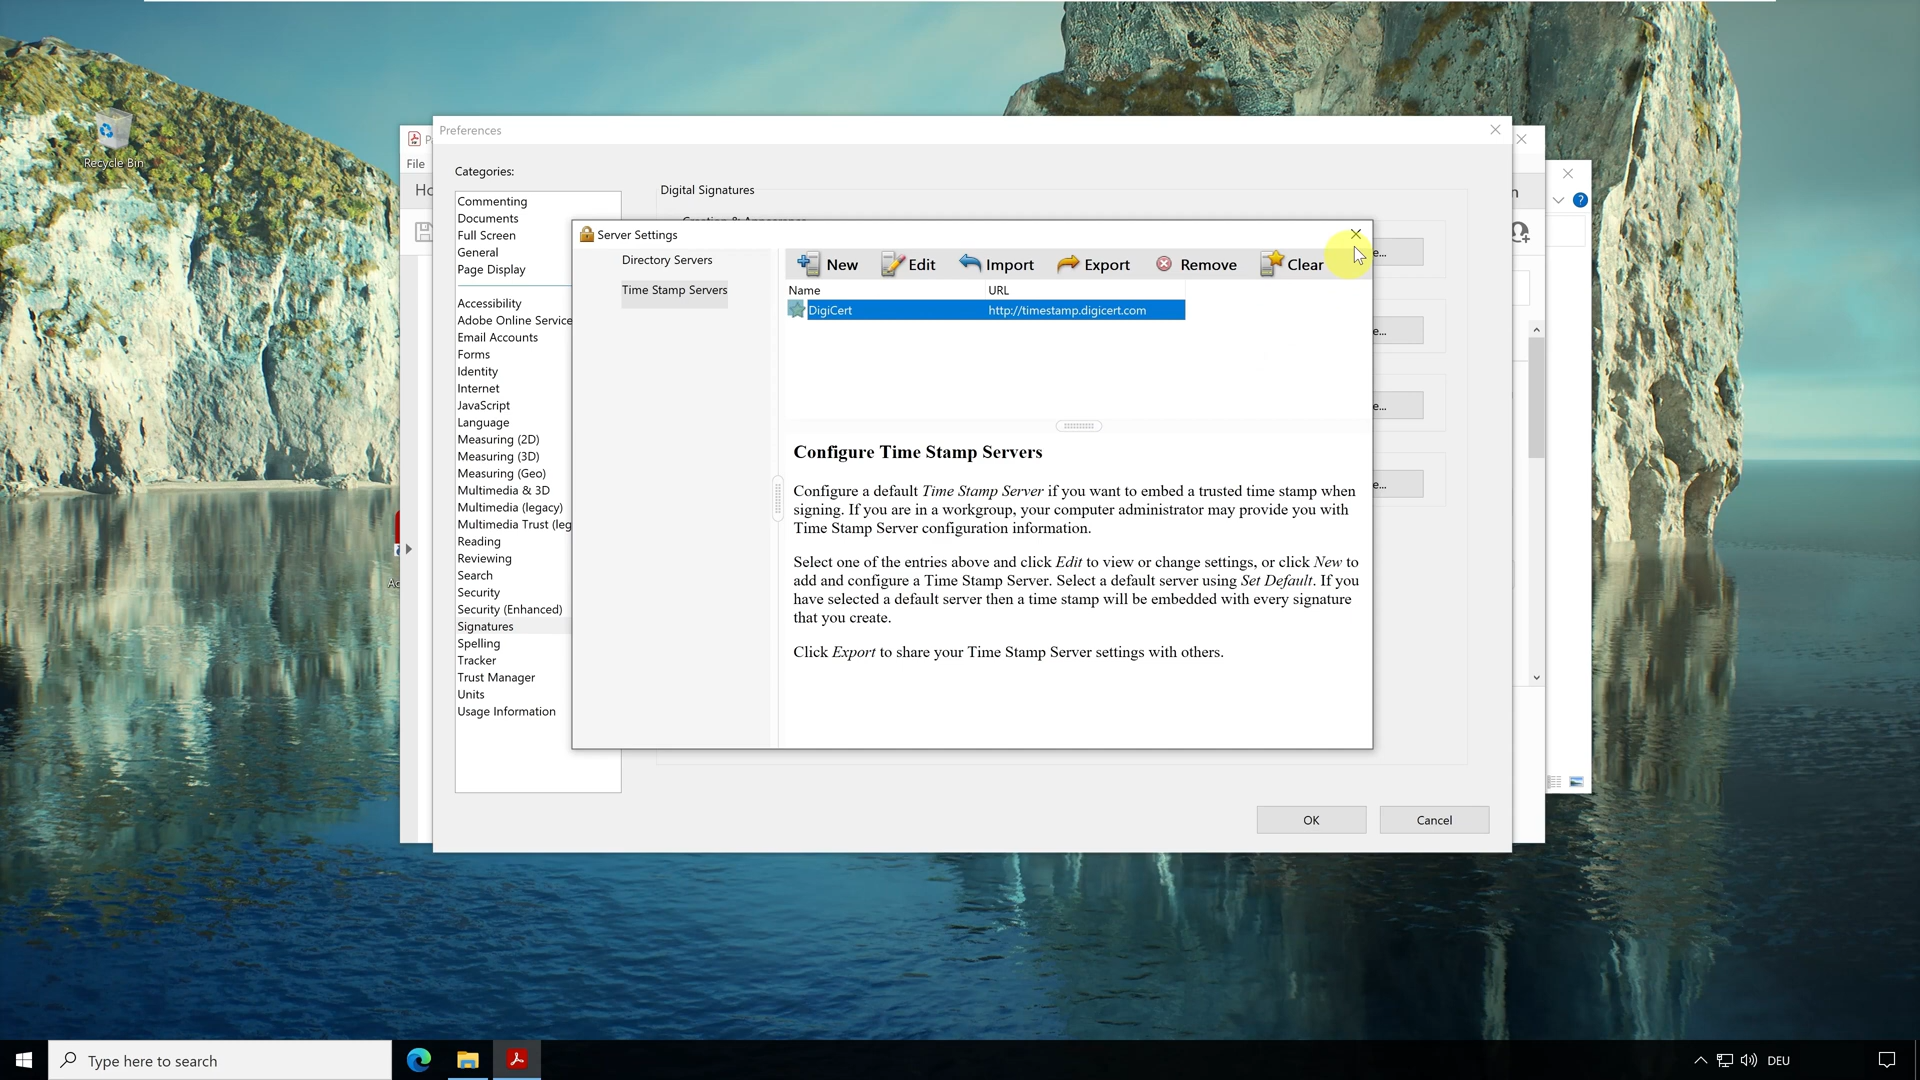 Recycle Bin
Preferences
File
Categories:
Commenting
Documents
Full Screen
General
Page Display
Accessibility
Adobe Online Service
Email Accounts
Forms
Identity
Internet
JavaScript
Language
Measuring (2D)
Measuring (3D)
Measuring (Geo)
Multimedia & 3D
Multimedia (legacy)
Multimedia Trust (leg
Reading
Reviewing
Search
Security
Security (Enhanced)
Signatures
Spelling
Tracker
Trust Manager
Units
Usage Information
Digital Signatures
Server Settings
Directory Servers
Time Stamp Servers
New Edit Import Export Remove Clear
Name URL
DigiCert http://timestamp.digicert.com
Configure Time Stamp Servers
Configure a default Time Stamp Server if you want to embed a trusted time stamp when
signing. If you are in a workgroup, your computer administrator may provide you with
Time Stamp Server configuration information.
Select one of the entries above and click Edit to view or change settings, or click New to
add and configure a Time Stamp Server. Select a default server using Set Default. If you
have selected a default server then a time stamp will be embedded with every signature
that you create.
Click Export to share your Time Stamp Server settings with others.
OK Cancel
Type here to search
DEU